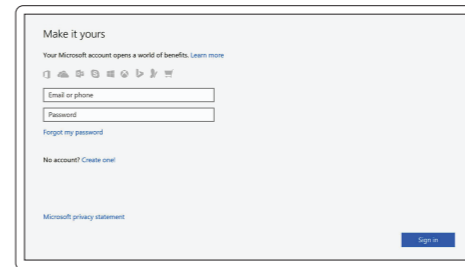 Make it yours
Your Microsoft account opens a world of benefits. Learn more
Email or phone
Password
Forgot my password
No account? Create one!
Microsoft privacy statement
Sign in